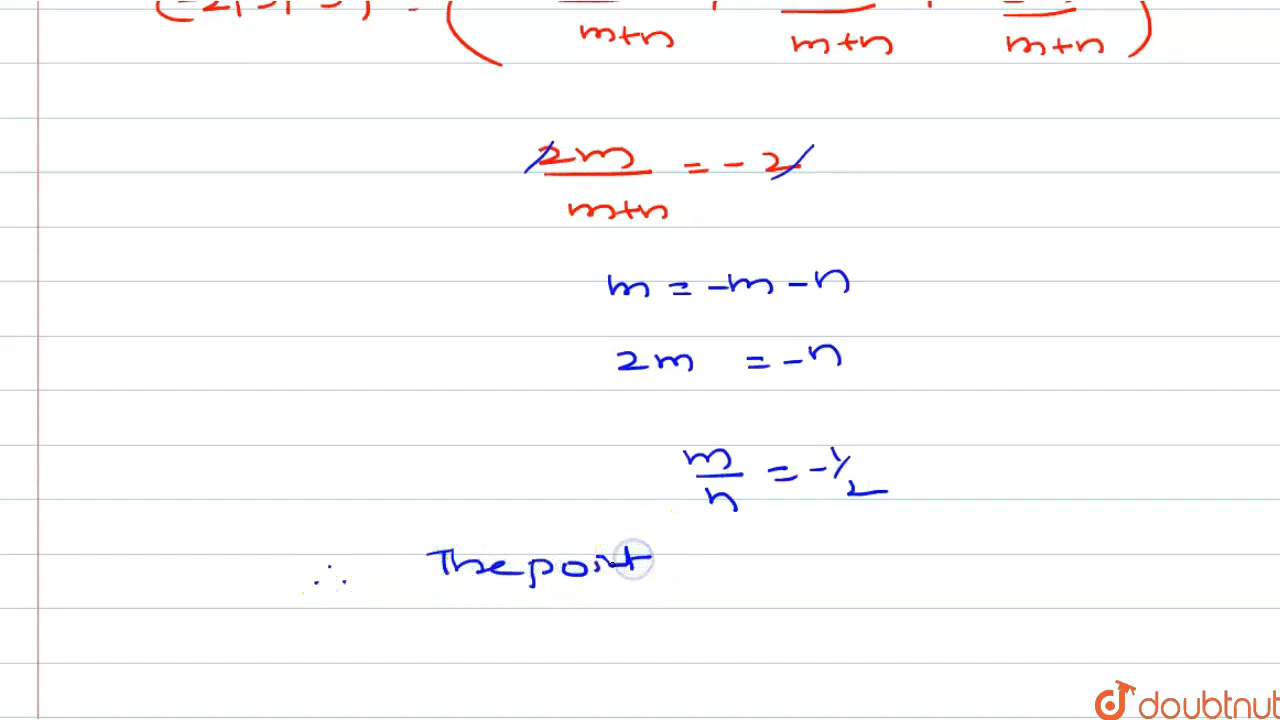 m+n m+n m+n
2m / m+n = - 2
m = -m - n
2m = -n
m / n = -1/2
∴ The point
doubtnut